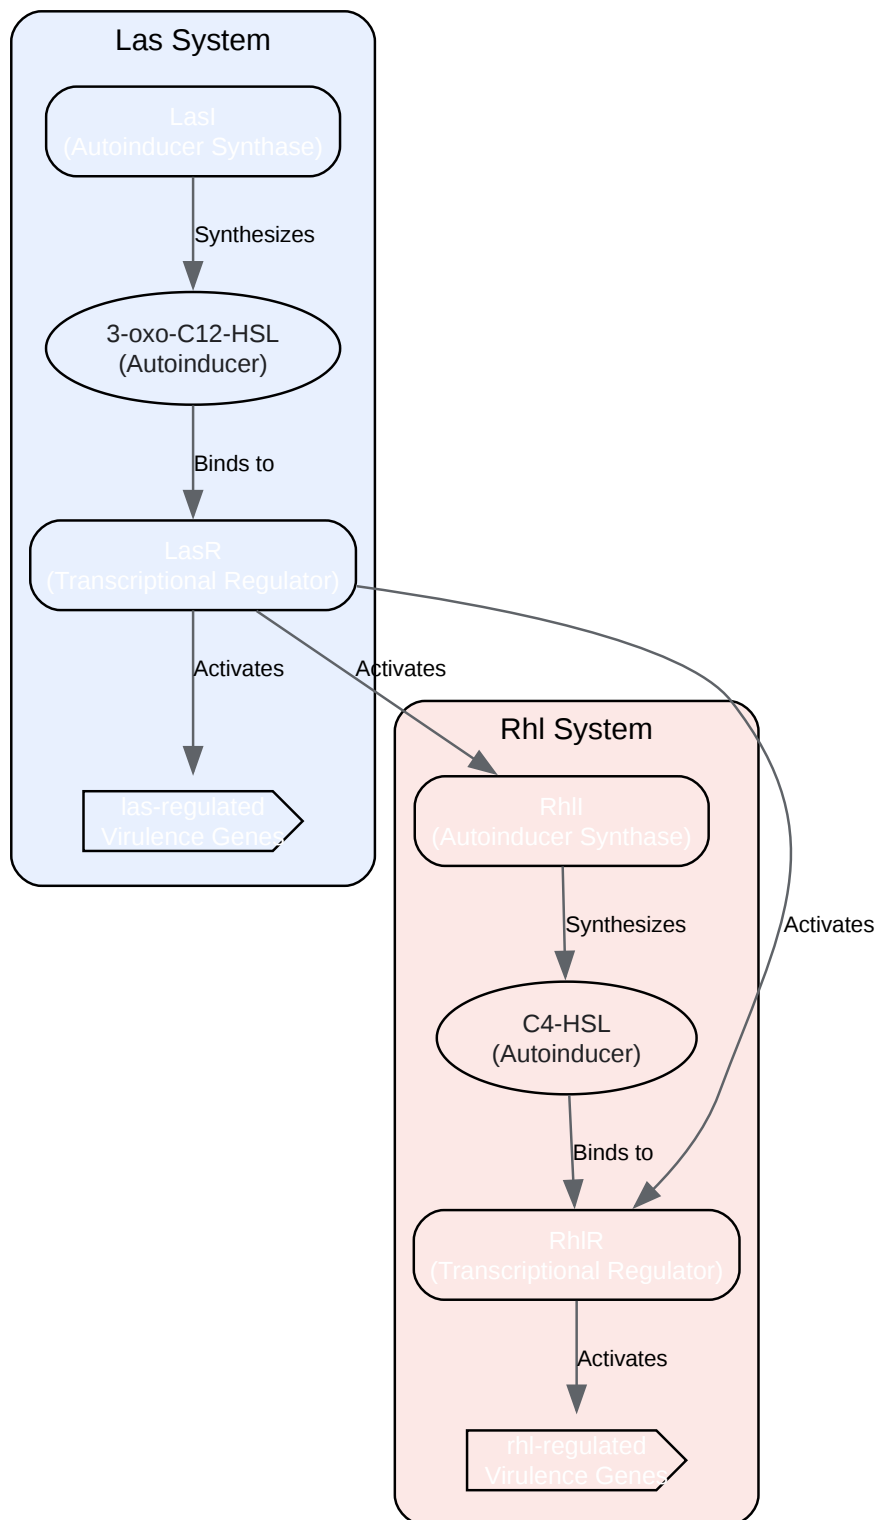 Las System
LasI
(Autoinducer Synthase)
Synthesizes
3-oxo-C12-HSL
(Autoinducer)
Binds to
LasR
(Transcriptional Regulator)
Activates
Activates
las-regulated
Virulence Genes
Rhl System
RhlI
(Autoinducer Synthase)
Synthesizes
Activates
C4-HSL
(Autoinducer)
Binds to
RhlR
(Transcriptional Regulator)
Activates
rhl-regulated
Virulence Genes